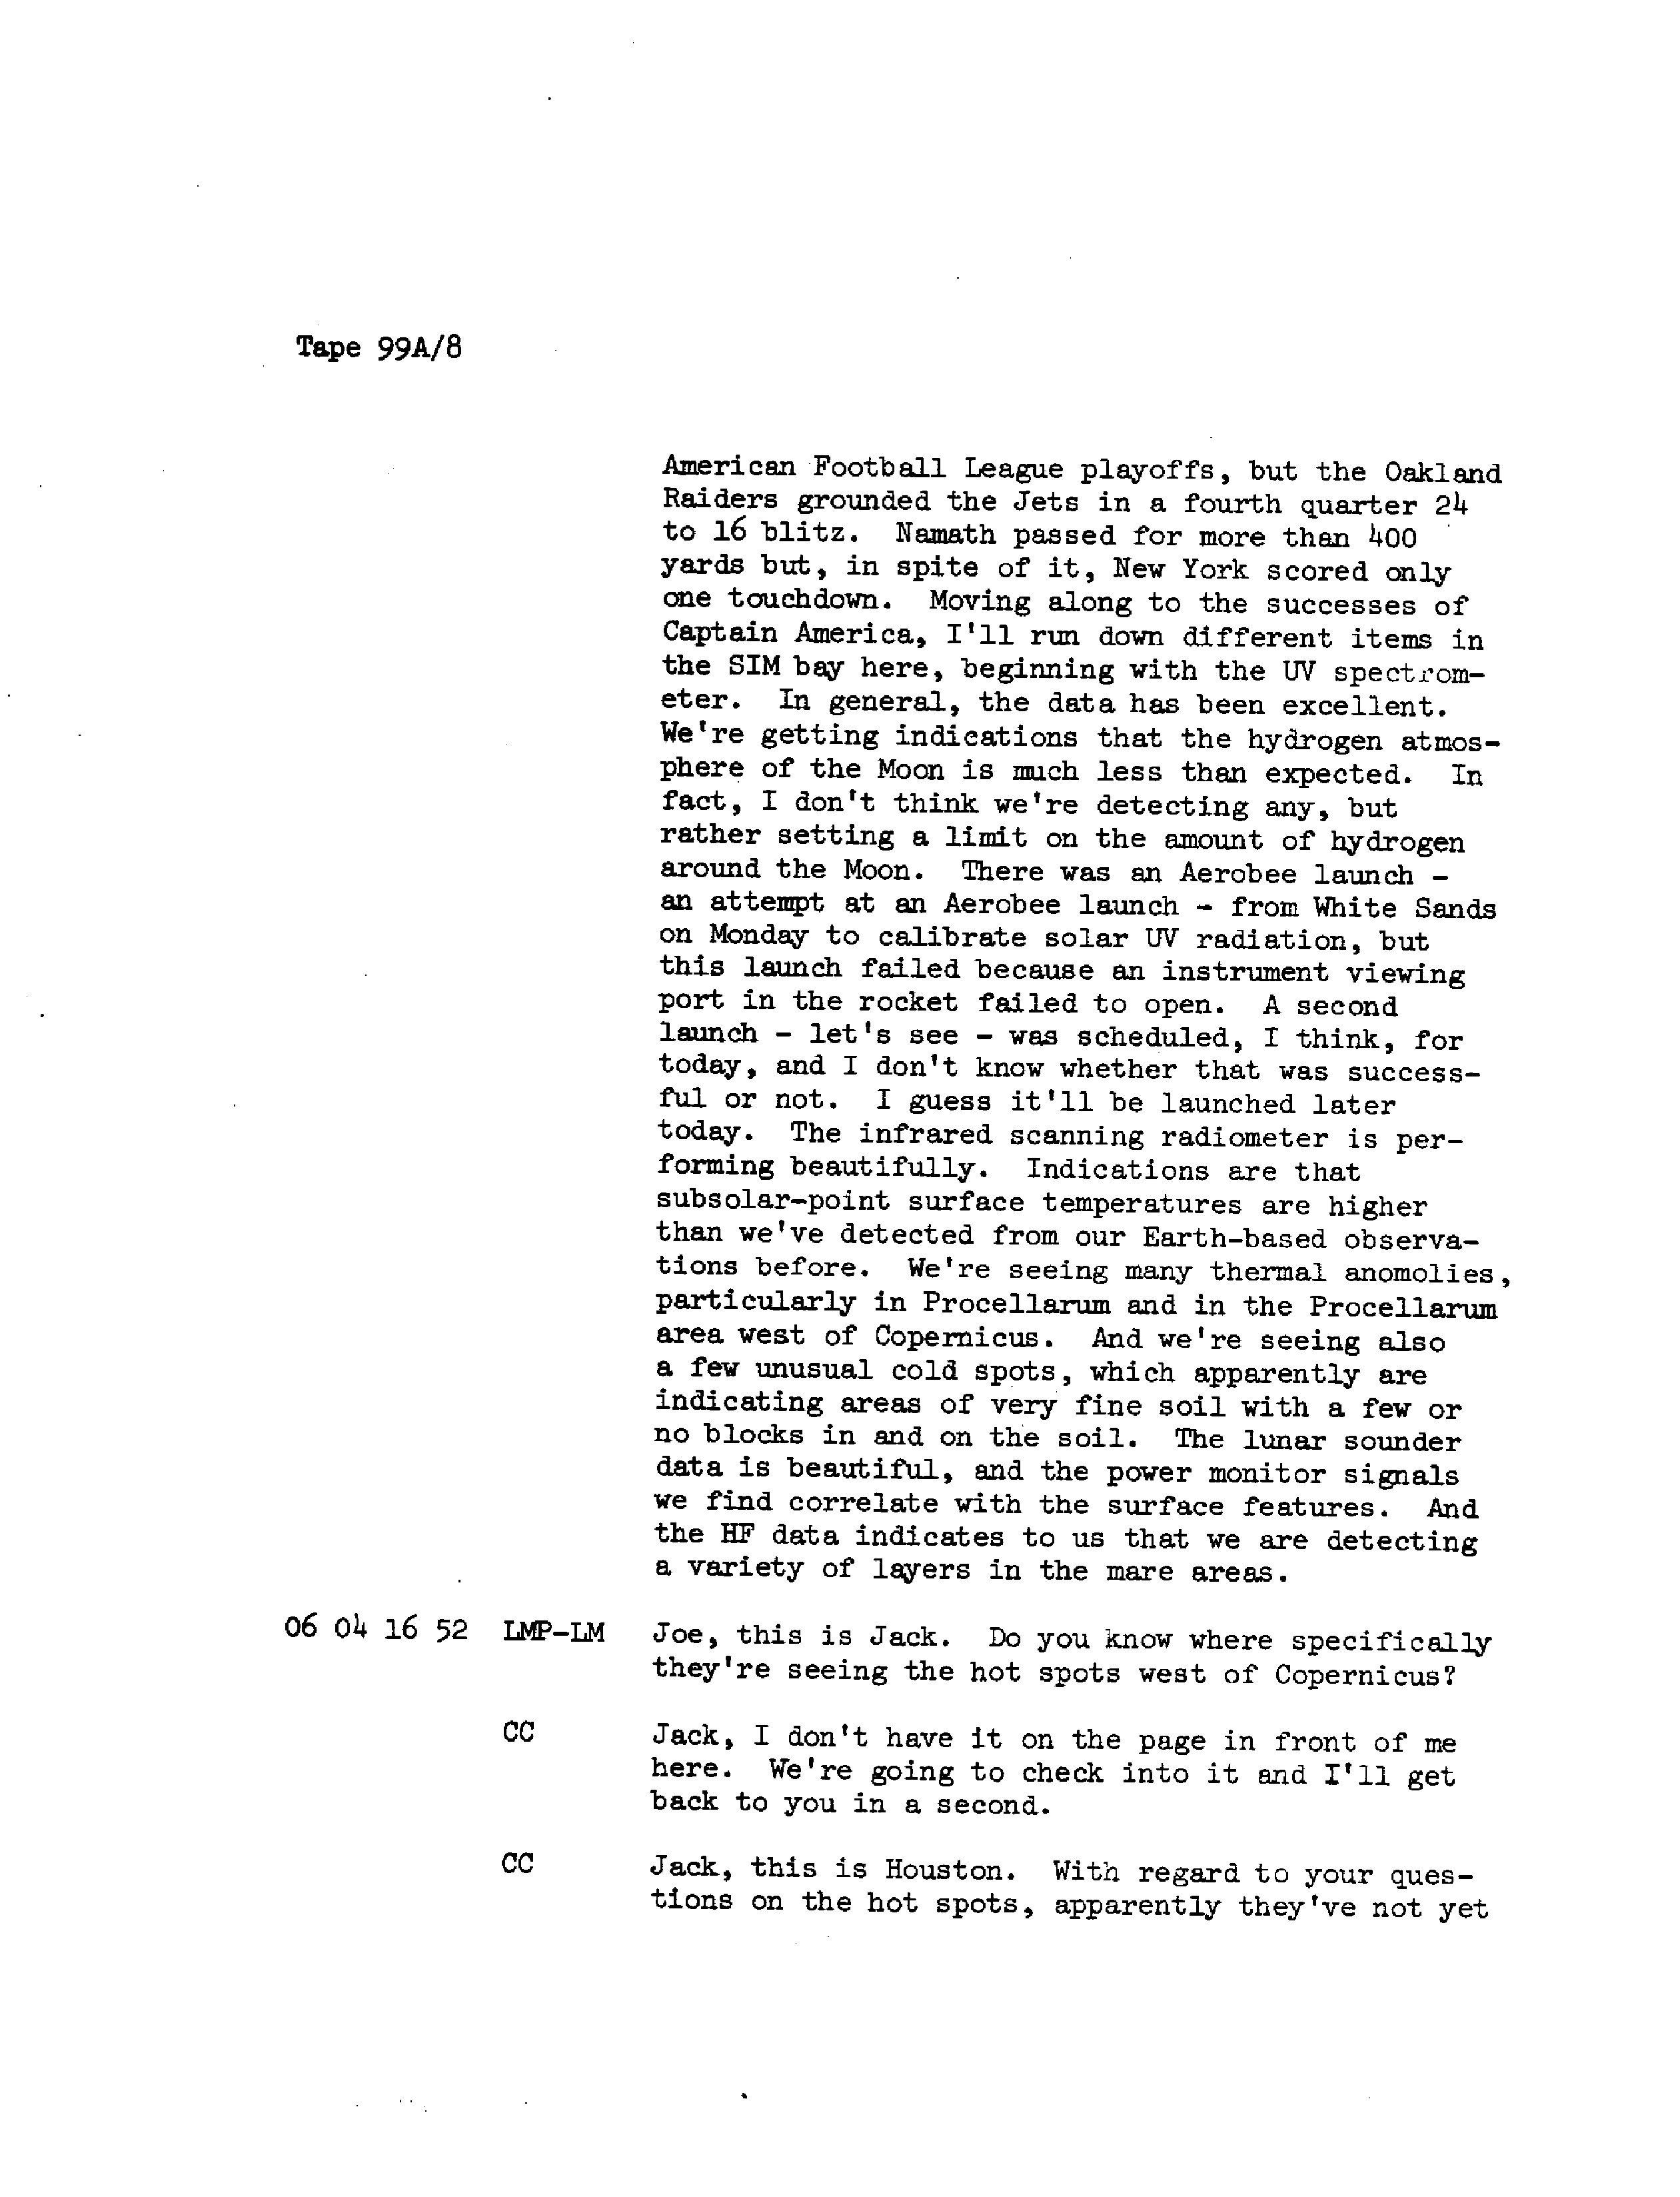 Tape 99A/8
American Football League playoffs, but the Oakland
Raiders grounded the Jets in a fourth quarter 24
to 16 blitz. Namath passed for more than 400
yards but, in spite of it, New York scored only
one touchdown. Moving along to the successes of
Captain America, I'll run down different items in
the SIM bay here, beginning with the UV spectrom-
eter. In general, the data has been excellent.
We're getting indications that the hydrogen atmos-
phere of the Moon is much less than expected. In
fact, I don't think we're detecting any, but
rather setting a limit on the amount of hydrogen
around the Moon. There was an Aerobee launch -
an attempt at an Aerobee launch - from White Sands
on Monday to calibrate solar UV radiation, but
this launch failed because an instrument viewing
port in the rocket failed to open. A second
launch - let's see - was scheduled, I think, for
today, and I don't know whether that was success-
ful or not. I guess it'll be launched later
today. The infrared scanning radiometer is per-
forming beautifully. Indications are that
subsolar-point surface temperatures are higher
than we've detected from our Earth-based observa-
tions before. We're seeing many thermal anomolies,
particularly in Procellarum and in the Procellarum
area west of Copernicus. And we're seeing also
a few unusual cold spots, which apparently are
indicating areas of very fine soil with a few or
no blocks in and on the soil. The lunar sounder
data is beautiful, and the power monitor signals
we find correlate with the surface features. And
the HF data indicates to us that we are detecting
a variety of layers in the mare areas.
06 04 16 52 LMP-LM Joe, this is Jack. Do you know where specifically
they're seeing the hot spots west of Copernicus?
CC Jack, I don't have it on the page in front of me
here. We're going to check into it and I'll get
back to you in a second.
CC Jack, this is Houston. With regard to your ques-
tions on the hot spots, apparently they've not yet